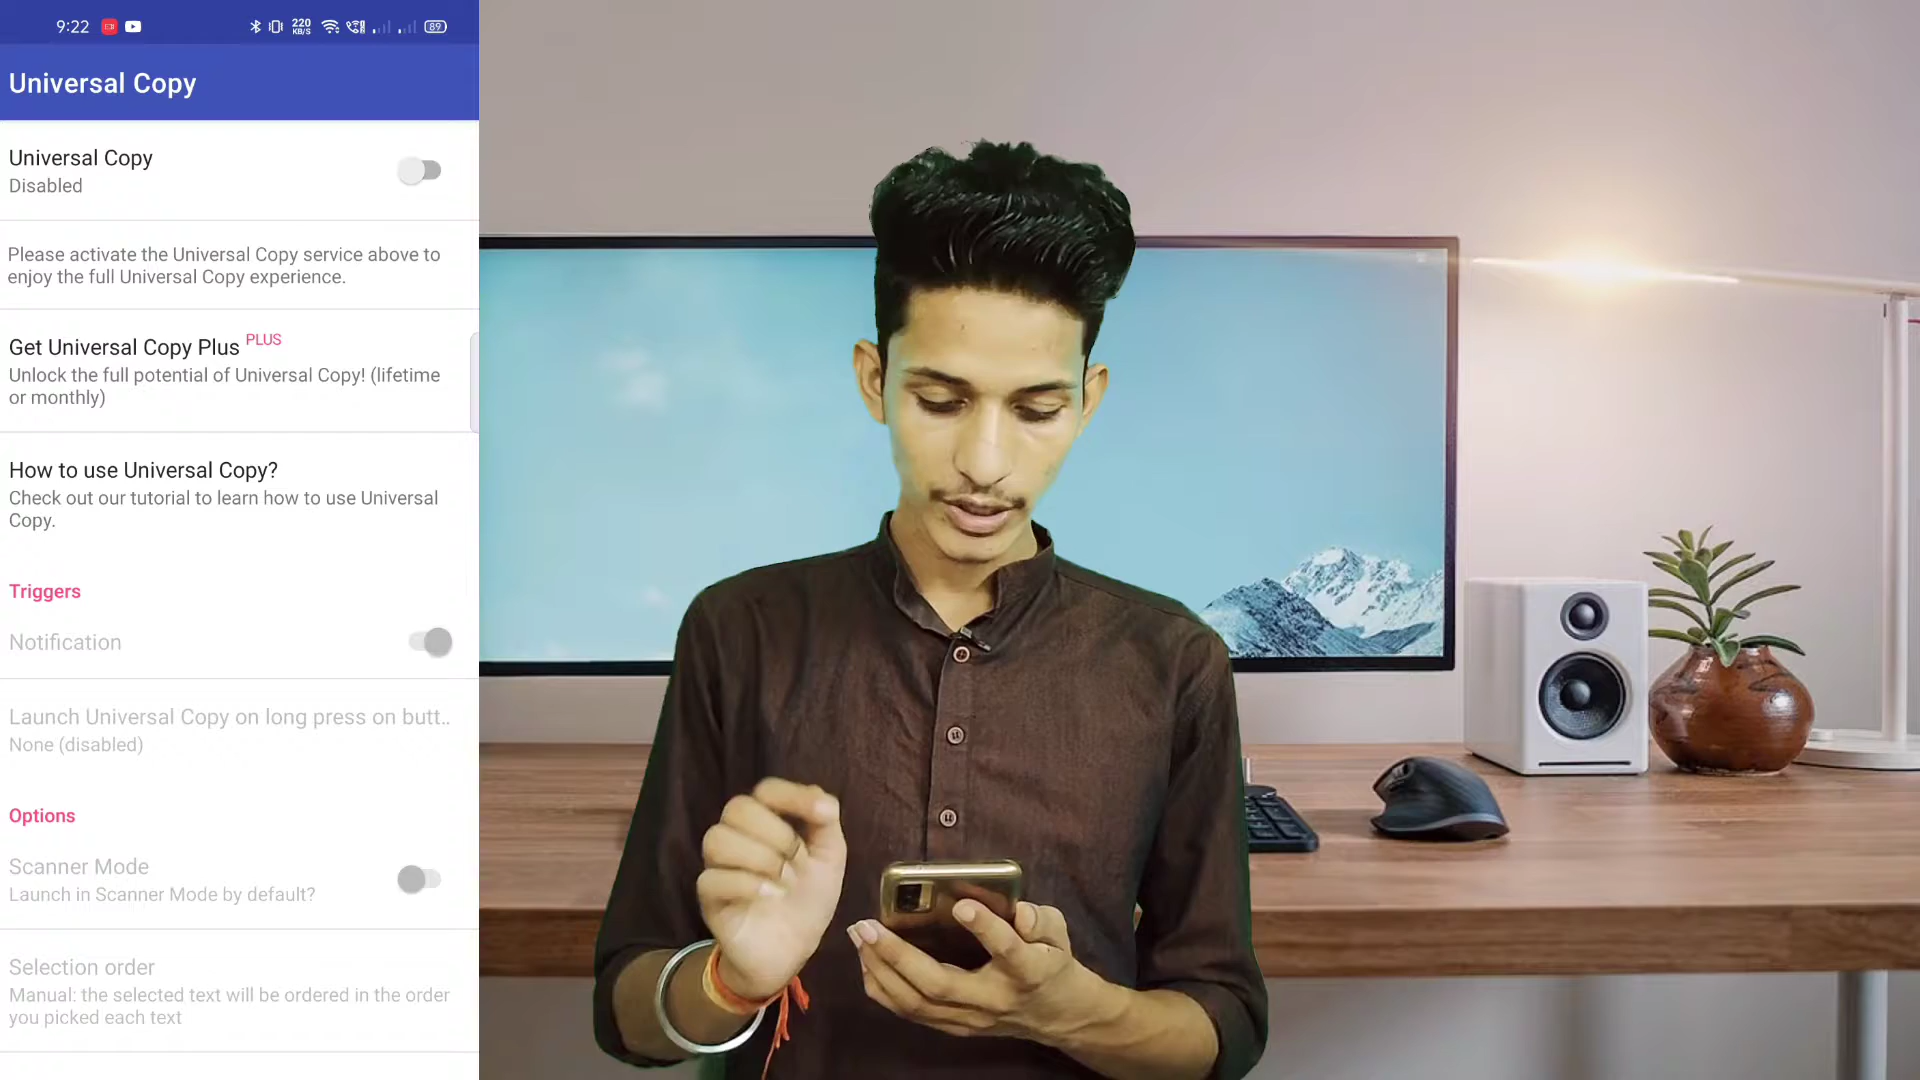 9:22
220
KB/S
89
Universal Copy
Universal Copy
Disabled
Please activate the Universal Copy service above to
enjoy the full Universal Copy experience.
Get Universal Copy Plus PLUS
Unlock the full potential of Universal Copy! (lifetime
or monthly)
How to use Universal Copy?
Check out our tutorial to learn how to use Universal
Copy.
Triggers
Notification
Launch Universal Copy on long press on butt..
None (disabled)
Options
Scanner Mode
Launch in Scanner Mode by default?
Selection order
Manual: the selected text will be ordered in the order
you picked each text